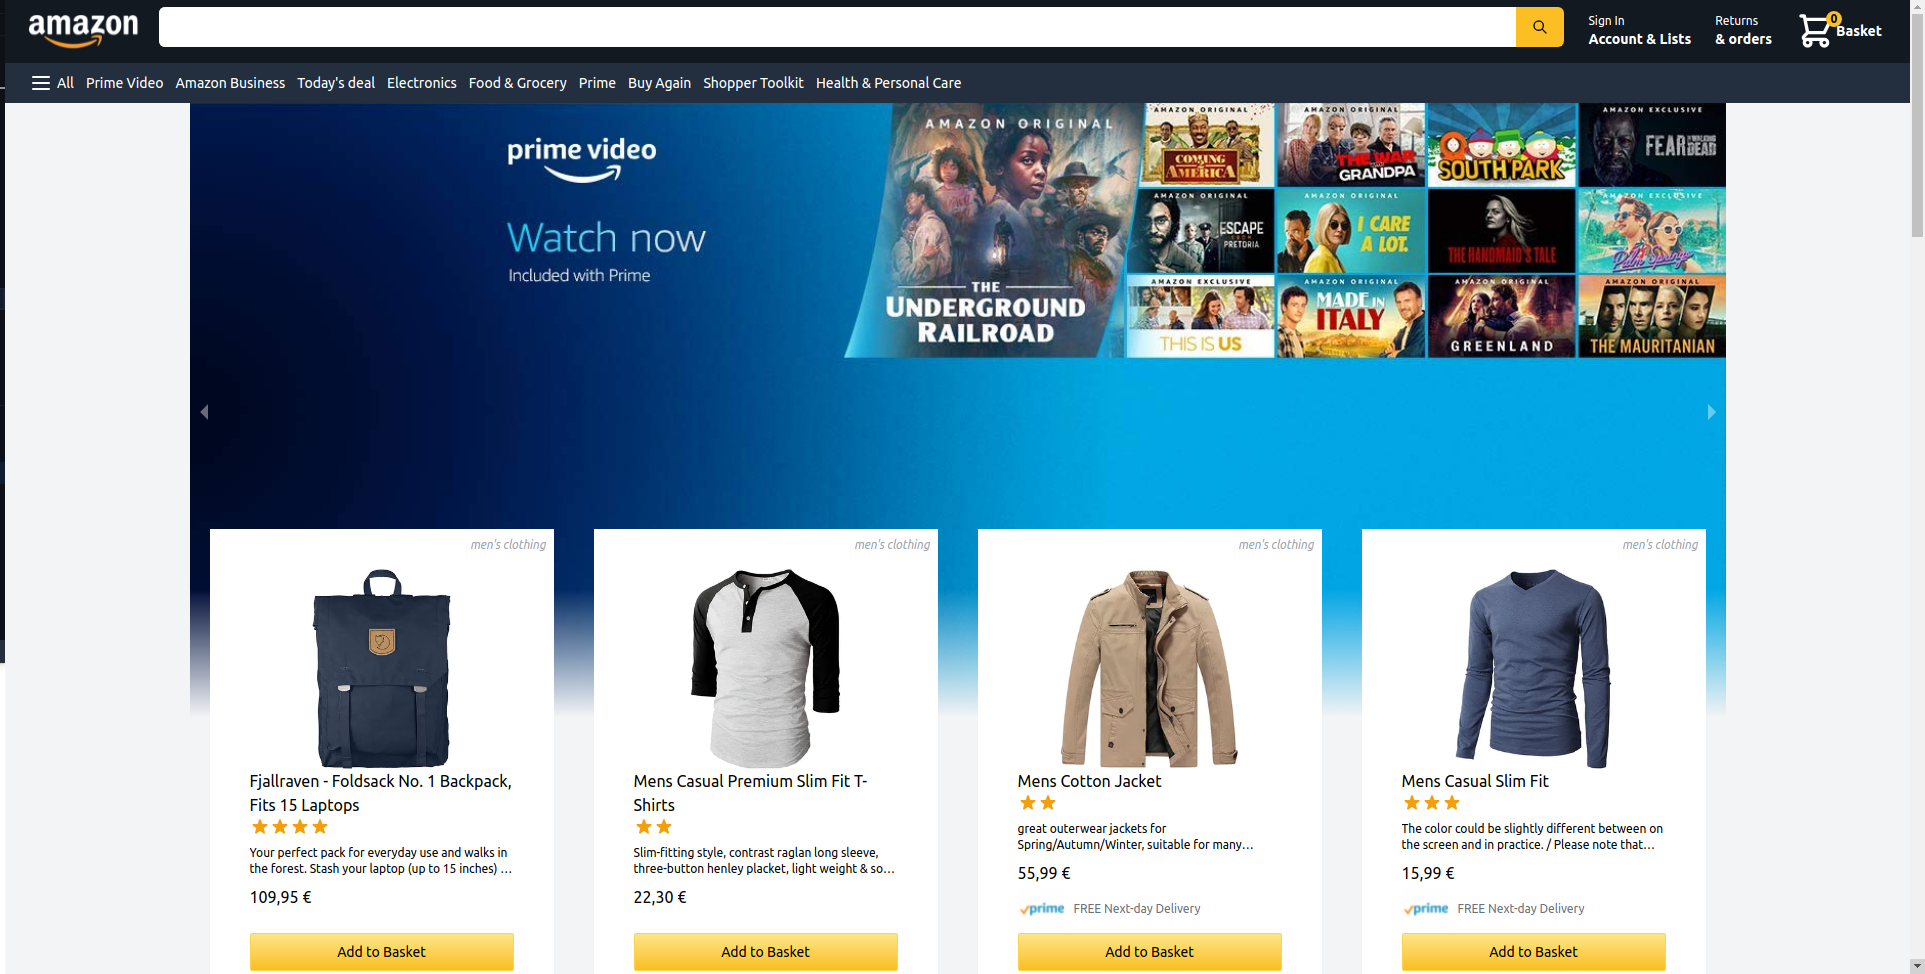 amazon
Sign In
Account & Lists
Returns
& orders
0
Basket
All Prime Video Amazon Business Today's deal Electronics Food & Grocery Prime Buy Again Shopper Toolkit Health & Personal Care
prime video
Watch now
Included with Prime
AMAZON ORIGINAL
THE
UNDERGROUND
RAILROAD
AMAZON ORIGINAL
COMING
2
AMERICA
AMAZON ORIGINAL
THE WAR
WITH
GRANDPA
SOUTH PARK
AMAZON EXCLUSIVE
FEAR THE WALKING DEAD
AMAZON ORIGINAL
ESCAPE
FROM
PRETORIA
AMAZON ORIGINAL
I CARE
A LOT.
THE HANDMAID'S TALE
AMAZON EXCLUSIVE
Palm Springs
AMAZON EXCLUSIVE
THIS IS US
AMAZON ORIGINAL
MADE IN
ITALY
AMAZON ORIGINAL
GREENLAND
AMAZON ORIGINAL
THE MAURITANIAN
men's clothing
Fjallraven - Foldsack No. 1 Backpack,
Fits 15 Laptops
Your perfect pack for everyday use and walks in
the forest. Stash your laptop (up to 15 inches) ...
109,95 €
Add to Basket
men's clothing
Mens Casual Premium Slim Fit T-
Shirts
Slim-fitting style, contrast raglan long sleeve,
three-button henley placket, light weight & so...
22,30 €
Add to Basket
men's clothing
Mens Cotton Jacket
great outerwear jackets for
Spring/Autumn/Winter, suitable for many...
55,99 €
prime FREE Next-day Delivery
Add to Basket
men's clothing
Mens Casual Slim Fit
The color could be slightly different between on
the screen and in practice. / Please note that...
15,99 €
prime FREE Next-day Delivery
Add to Basket